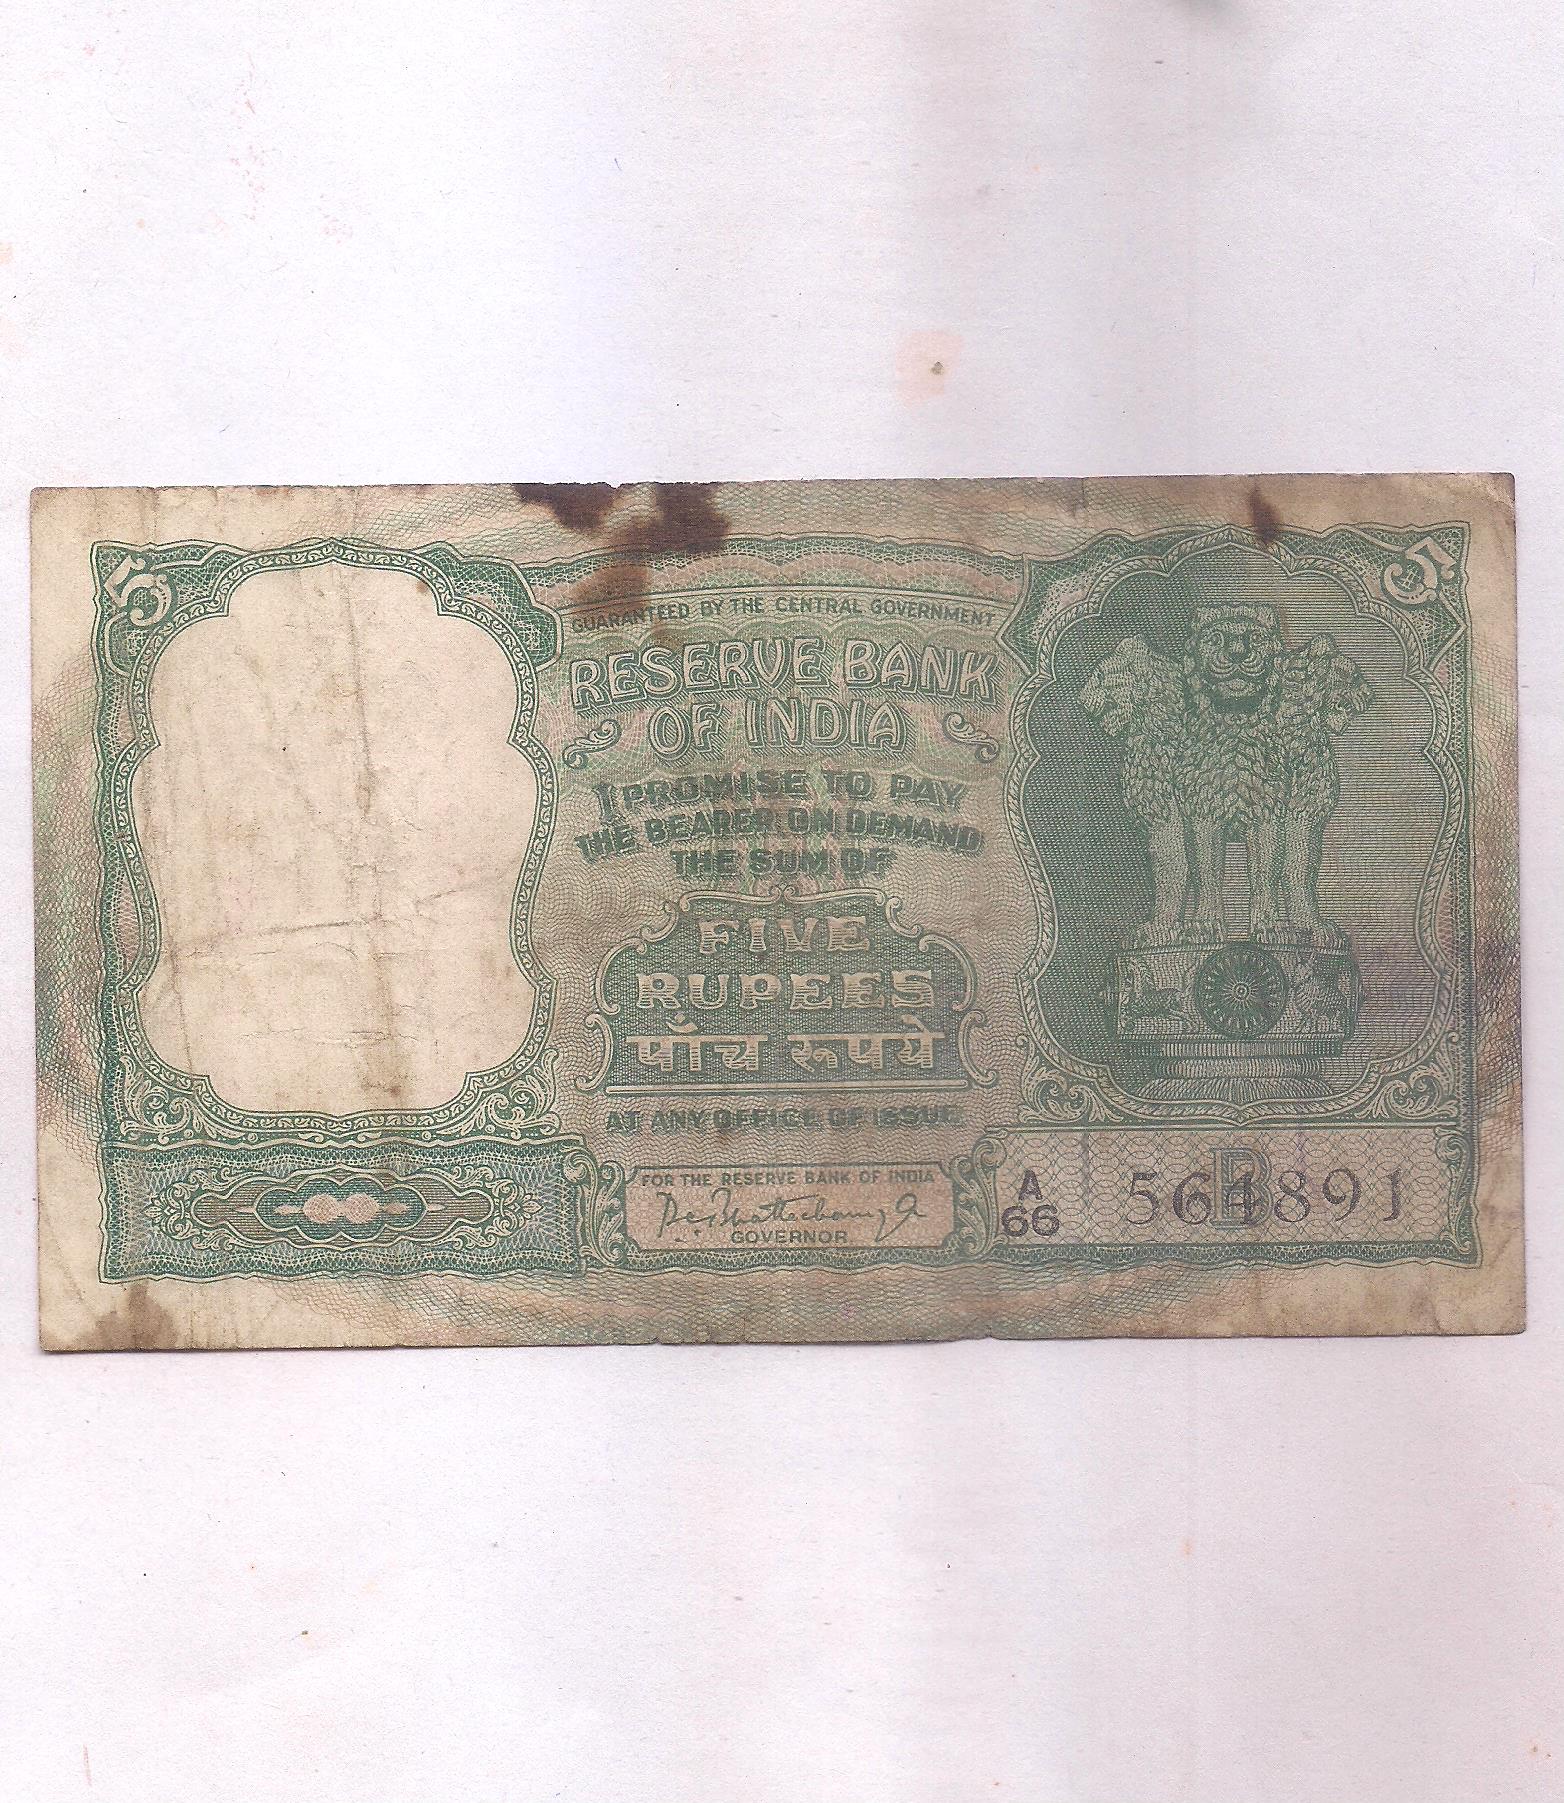 5
5
GUARANTEED BY THE CENTRAL GOVERNMENT
RESERVE BANK
OF INDIA
I PROMISE TO PAY
THE BEARER ON DEMAND
THE SUM OF
FIVE
RUPEES
पाँच रूपये
AT ANY OFFICE OF ISSUE
FOR THE RESERVE BANK OF INDIA
GOVERNOR
A
66
B
564891